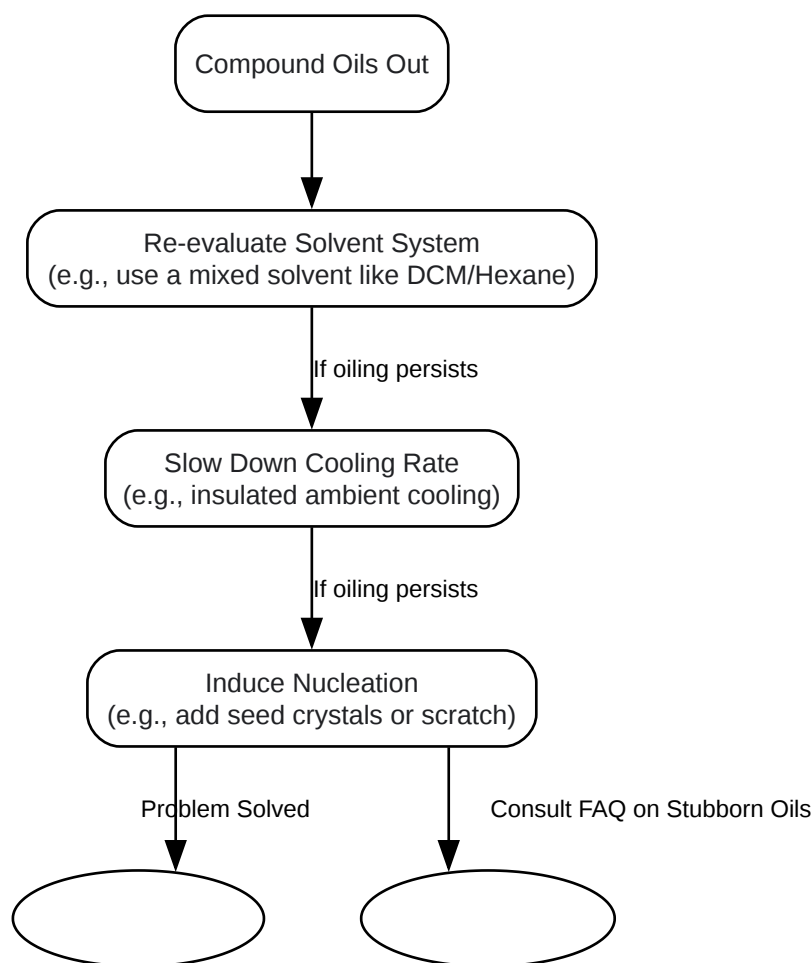 Compound Oils Out
Re-evaluate Solvent System
(e.g., use a mixed solvent like DCM/Hexane)
If oiling persists
Slow Down Cooling Rate
(e.g., insulated ambient cooling)
If oiling persists
Induce Nucleation
(e.g., add seed crystals or scratch)
Problem Solved
Consult FAQ on Stubborn Oils